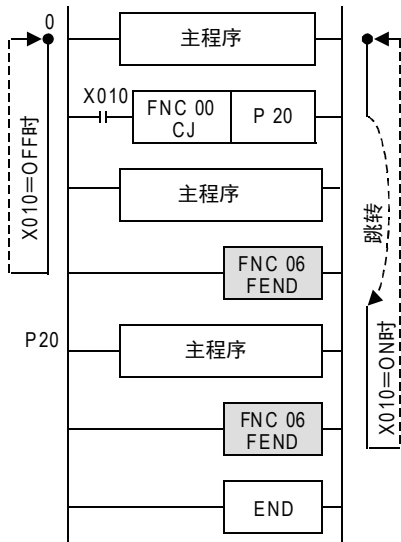 0
主程序
X010
FNC 00
CJ
P 20
主程序
FNC 06
FEND
P20
主程序
FNC 06
FEND
END
X010＝OFF时
跳转
X010＝ON时